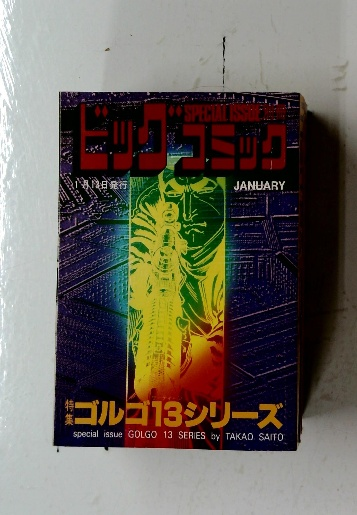 SPECIAL ISSUE
ビッグコミック
1月13日発行
JANUARY
特集
ゴルゴ13シリーズ
special issue GOLGO 13 SERIES by TAKAO SAITO